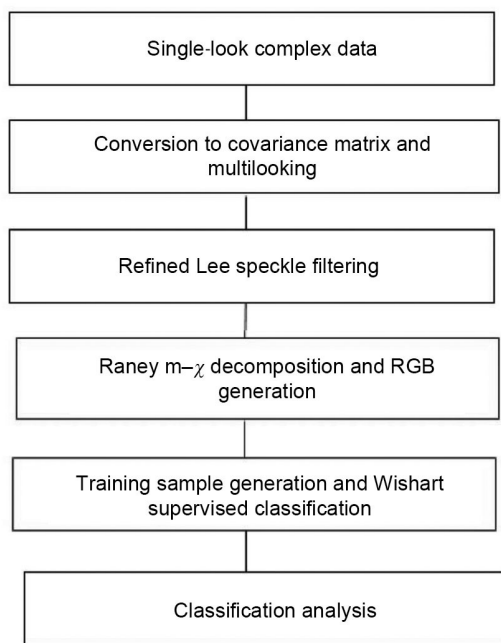 Single-look complex data
Conversion to covariance matrix and
multilooking
Refined Lee speckle filtering
Raney m–χ decomposition and RGB
generation
Training sample generation and Wishart
supervised classification
Classification analysis